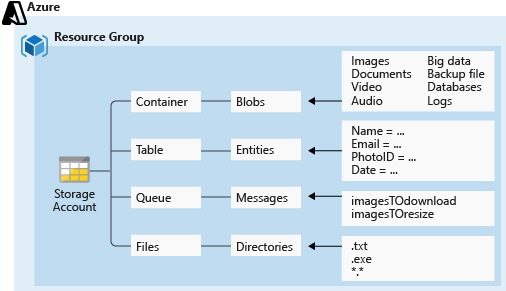 Azure
Resource Group
Storage
Account
Container
Blobs
Images Big data
Documents Backup file
Video Databases
Audio Logs
Table
Entities
Name = ...
Email = ...
PhotoID = ...
Date = ...
Queue
Messages
imagesTOdownload
imagesTOresize
Files
Directories
.txt
.exe
*.*